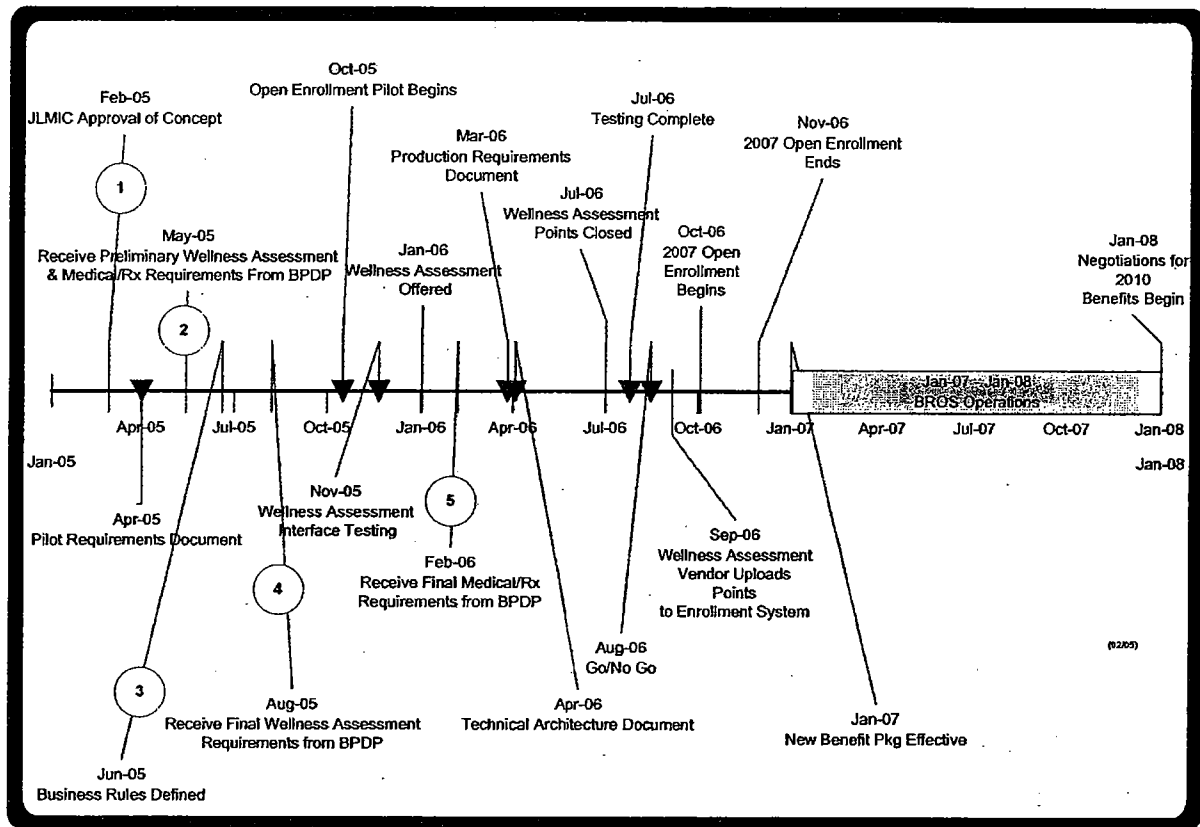 Oct-05
Open Enrollment Pilot Begins
Feb-05
JLMIC Approval of Concept
1
Jul-06
Testing Complete
Mar-06
Production Requirements
Document
Nov-06
2007 Open Enrollment
Ends
May-05
Receive Preliminary Wellness Assessment
& Medical/Rx Requirements From BPDP
2
Jan-06
Wellness Assessment
Offered
Jul-06
Wellness Assessment
Points Closed
Oct-06
2007 Open
Enrollment
Begins
Jan-08
Negotiations for
2010
Benefits Begin
Jan-07 - Jan-08
BROS Operations
Apr-05
Jul-05
Oct-05
Jan-06
Apr-06
Jul-06
Oct-06
Jan-07
Apr-07
Jul-07
Oct-07
Jan-08
Jan-05
Jan-08
Apr-05
Pilot Requirements Document
Nov-05
Wellness Assessment
Interface Testing
5
Feb-06
Receive Final Medical/Rx
Requirements from BPDP
Sep-06
Wellness Assessment
Vendor Uploads
Points
to Enrollment System
4
Aug-06
Go/No Go
(02/05)
3
Aug-05
Receive Final Wellness Assessment
Requirements from BPDP
Apr-06
Technical Architecture Document
Jan-07
New Benefit Pkg Effective
Jun-05
Business Rules Defined